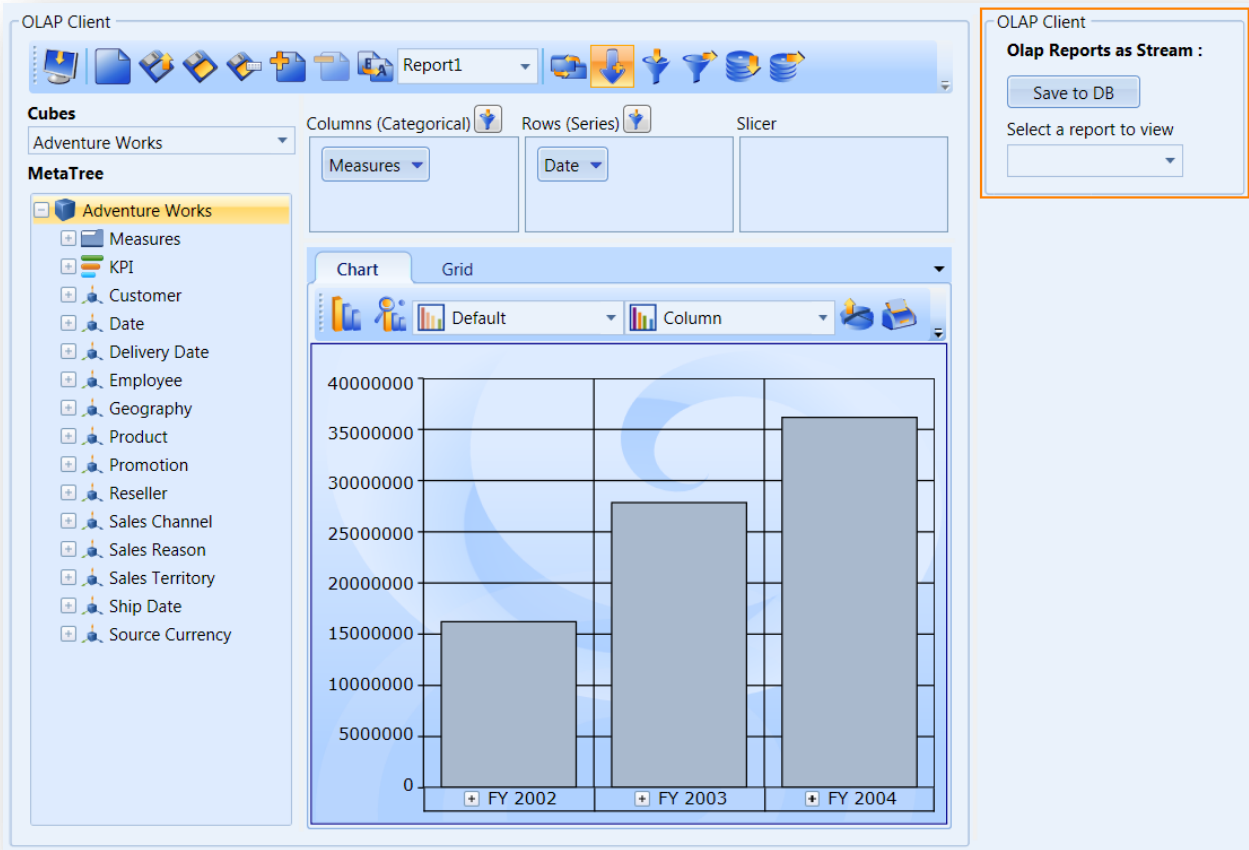 OLAP Client
Report1
Cubes
Adventure Works
MetaTree
Adventure Works
Measures
KPI
Customer
Date
Delivery Date
Employee
Geography
Product
Promotion
Reseller
Sales Channel
Sales Reason
Sales Territory
Ship Date
Source Currency
Columns (Categorical)
Rows (Series)
Slicer
Measures
Date
Chart
Grid
Default
Column
40000000
35000000
30000000
25000000
20000000
15000000
10000000
5000000
0
FY 2002
FY 2003
FY 2004
OLAP Client
Olap Reports as Stream :
Save to DB
Select a report to view